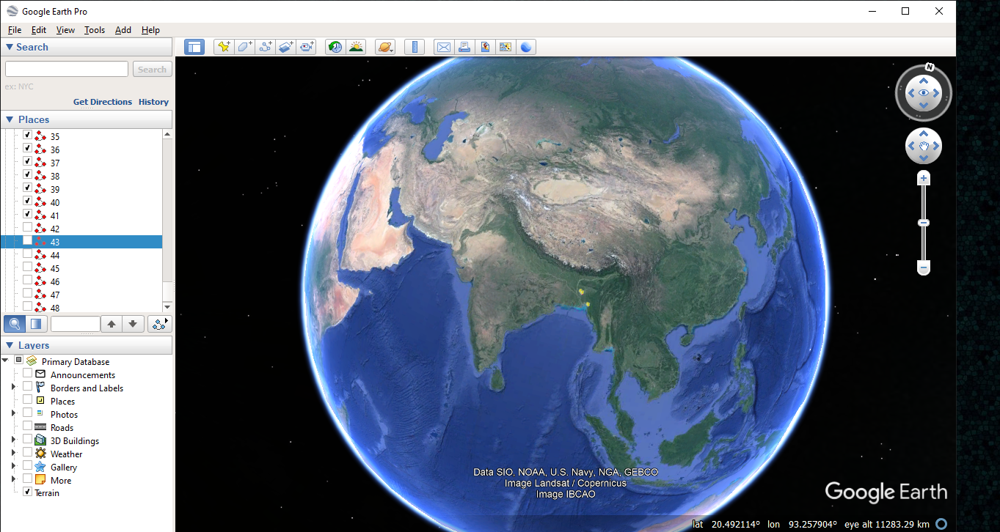 Google Earth Pro
File Edit View Tools Add Help
Search
Search
ex: NYC
Get Directions History
Places
35
36
37
38
39
40
41
42
43
44
45
46
47
48
Layers
Primary Database
Announcements
Borders and Labels
Places
Photos
Roads
3D Buildings
Weather
Gallery
More
Terrain
N
Data SIO, NOAA, U.S. Navy, NGA, GEBCO
Image Landsat / Copernicus
Image IBCAO
Google Earth
lat 20.492114° lon 93.257904° eye alt 11283.29 km